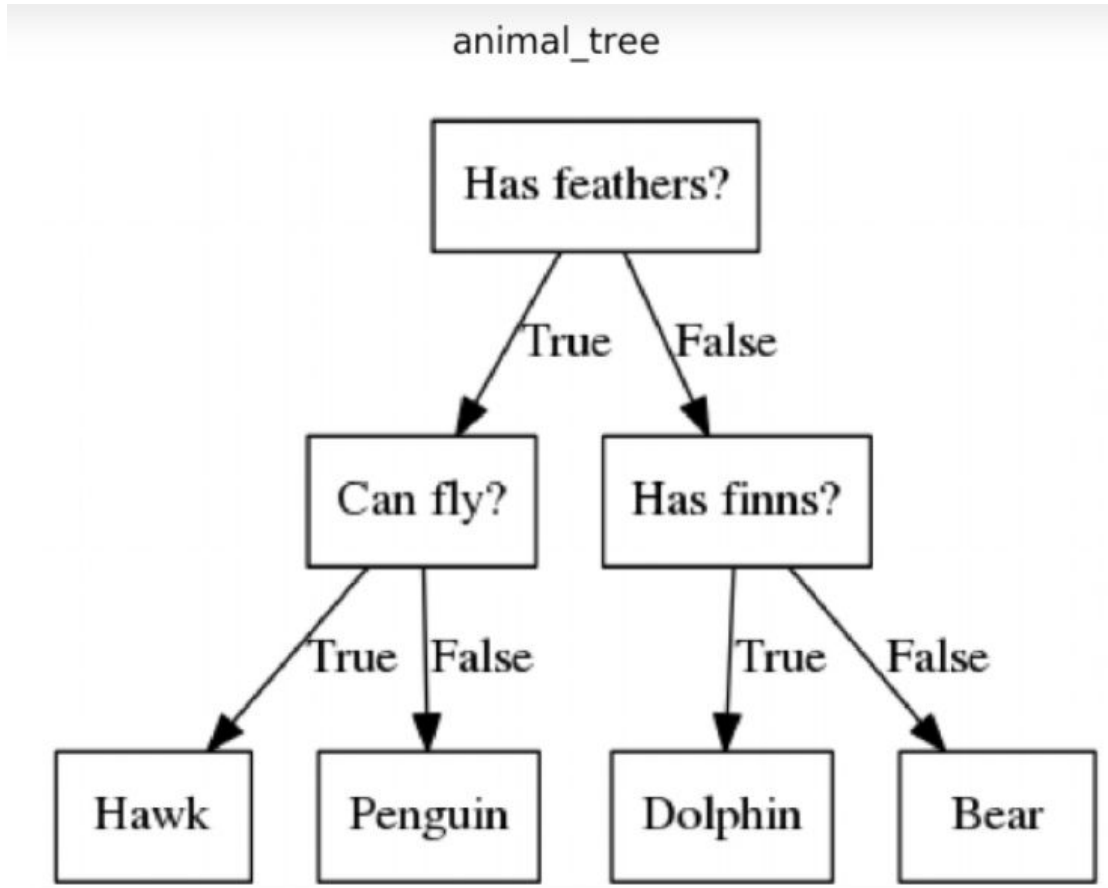 animal_tree
Has feathers?
True False
Can fly? Has finns?
True False True False
Hawk Penguin Dolphin Bear